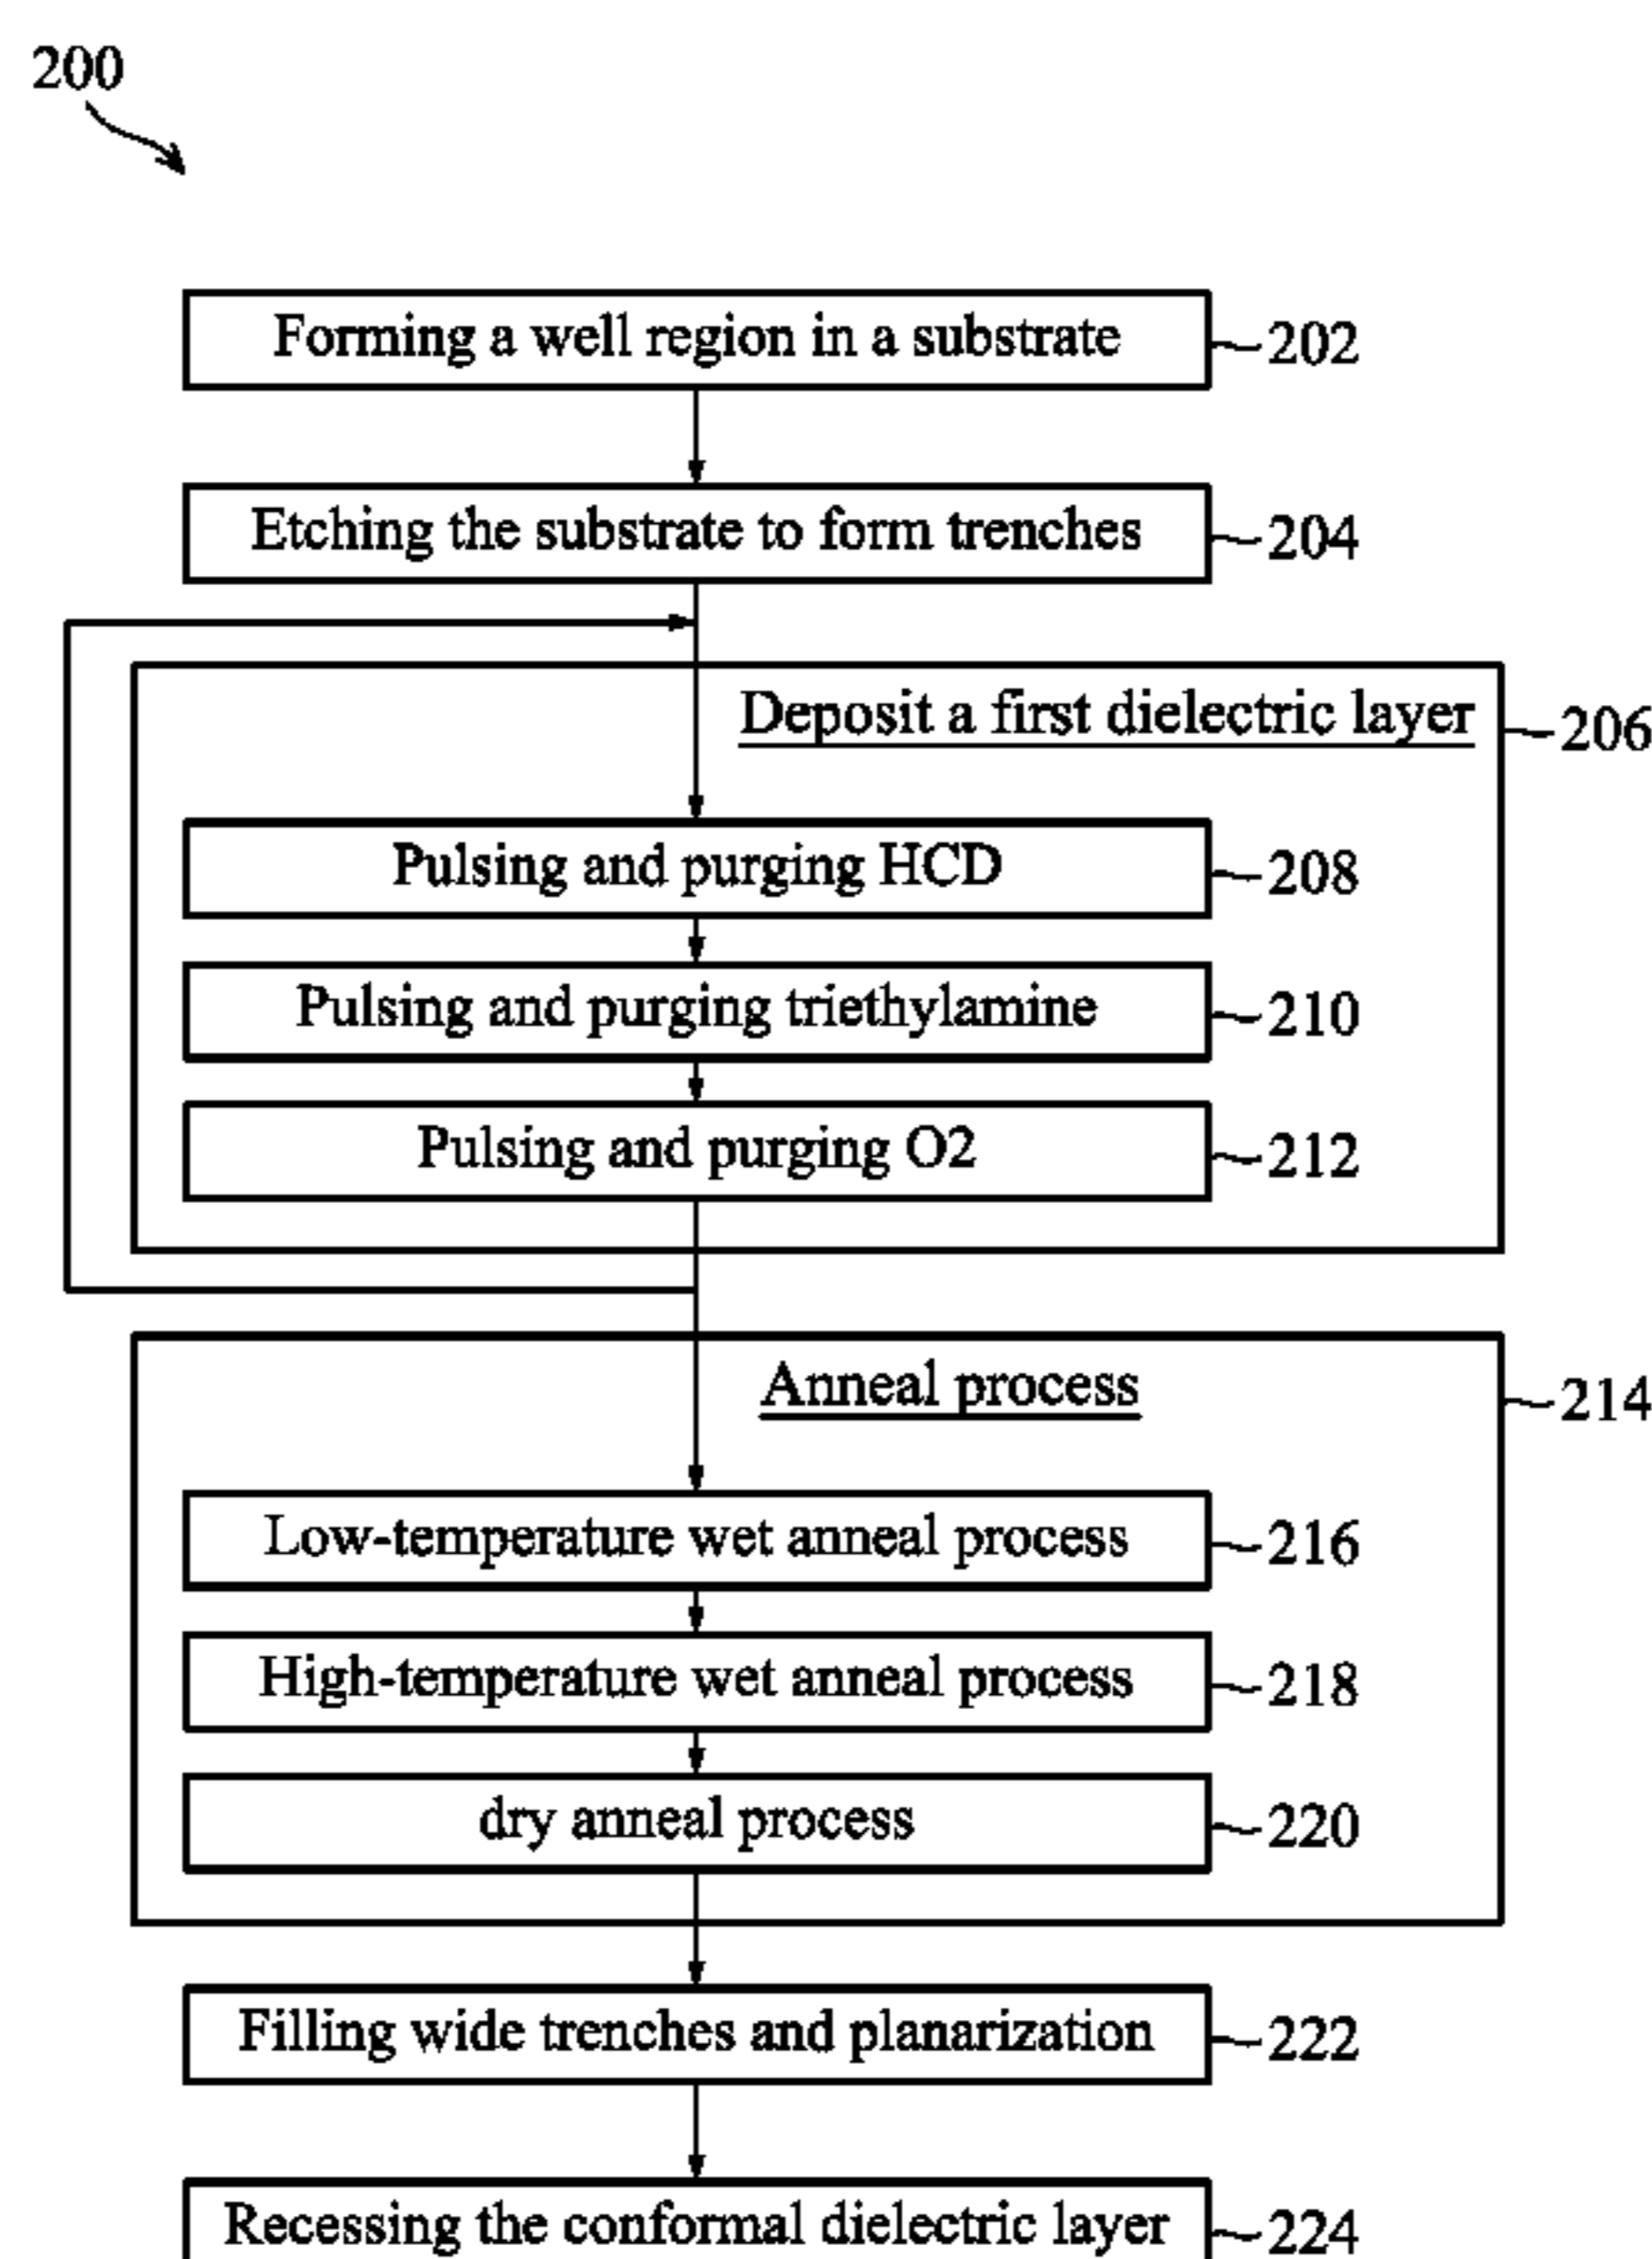 200
Forming a well region in a substrate
202
Etching the substrate to form trenches
204
Deposit a first dielectric layer
206
Pulsing and purging HCD
208
Pulsing and purging triethylamine
210
Pulsing and purging O2
212
Anneal process
214
Low-temperature wet anneal process
216
High-temperature wet anneal process
218
dry anneal process
220
Filling wide trenches and planarization
222
Recessing the conformal dielectric layer
224